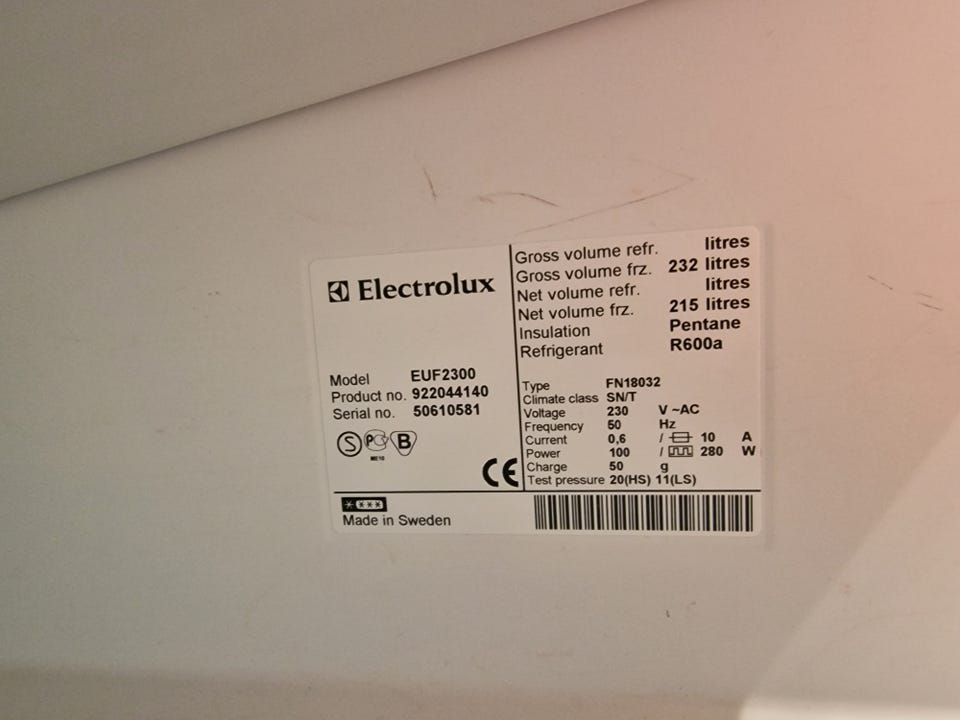 Electrolux
Model EUF2300
Product no. 922044140
Serial no. 50610581
S PC B
ME10
CE
Gross volume refr. litres
Gross volume frz. 232 litres
Net volume refr. litres
Net volume frz. 215 litres
Insulation Pentane
Refrigerant R600a
Type FN18032
Climate class SN/T
Voltage 230 V ~AC
Frequency 50 Hz
Current 0,6 / 10 A
Power 100 / 280 W
Charge 50 g
Test pressure 20(HS) 11(LS)
Made in Sweden